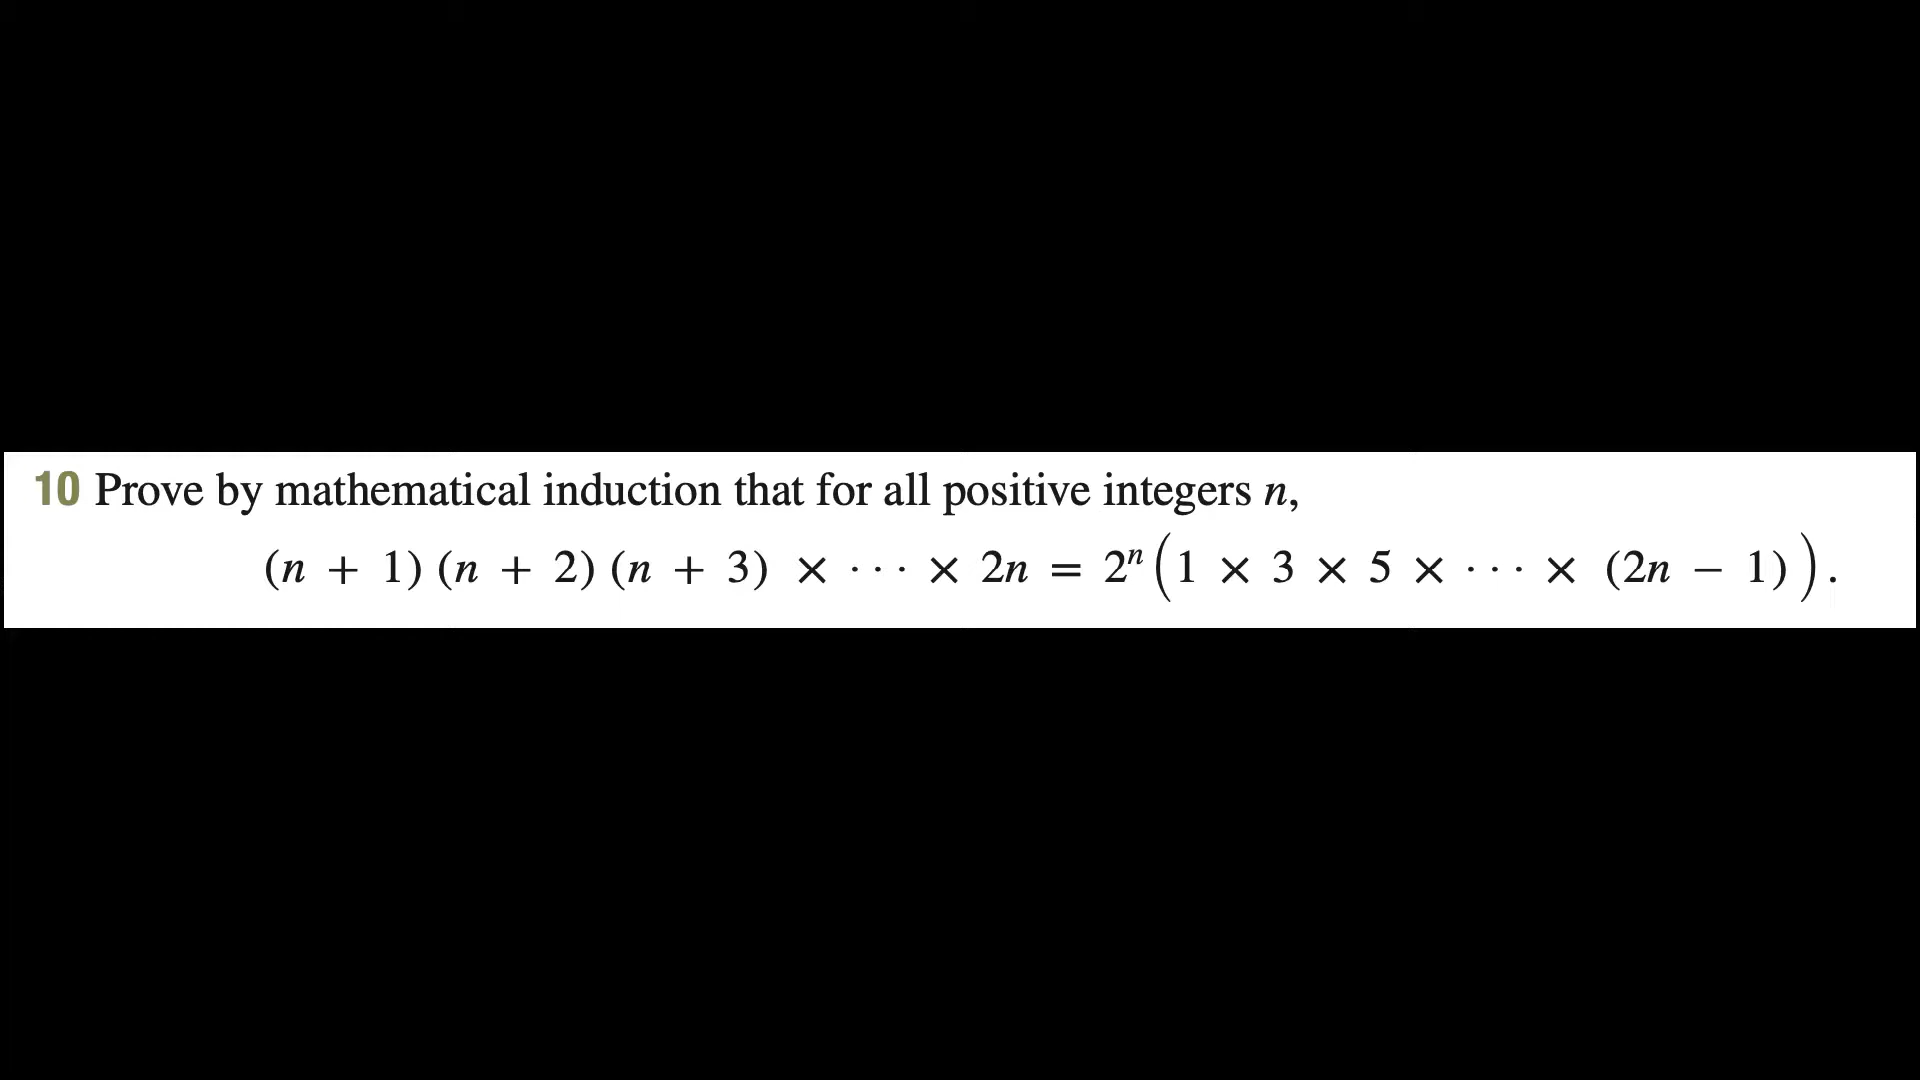 10 Prove by mathematical induction that for all positive integers n,
(n + 1)(n + 2)(n + 3) × ··· × 2n = 2ⁿ(1 × 3 × 5 × ··· × (2n − 1)).